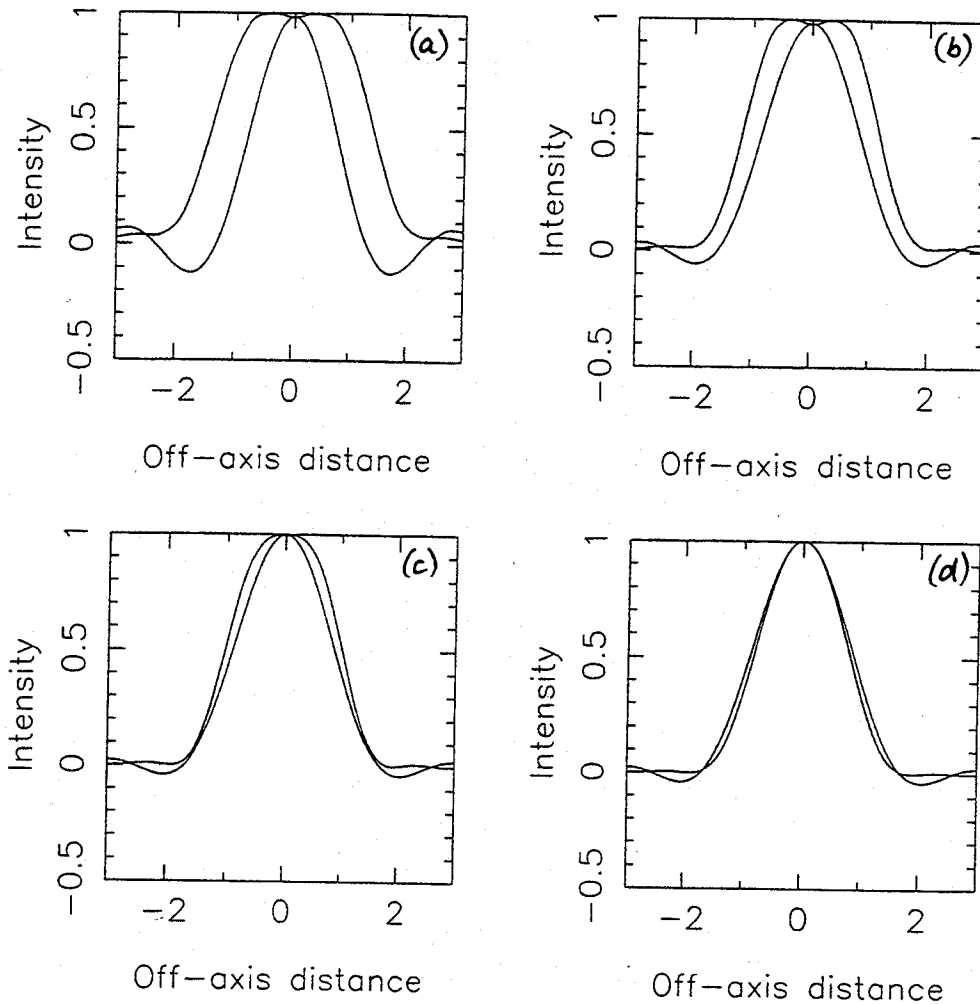 (a)
1
0.5
0
-0.5
Intensity
-2 0 2
Off-axis distance
(b)
1
0.5
0
-0.5
Intensity
-2 0 2
Off-axis distance
(c)
1
0.5
0
-0.5
Intensity
-2 0 2
Off-axis distance
(d)
1
0.5
0
-0.5
Intensity
-2 0 2
Off-axis distance